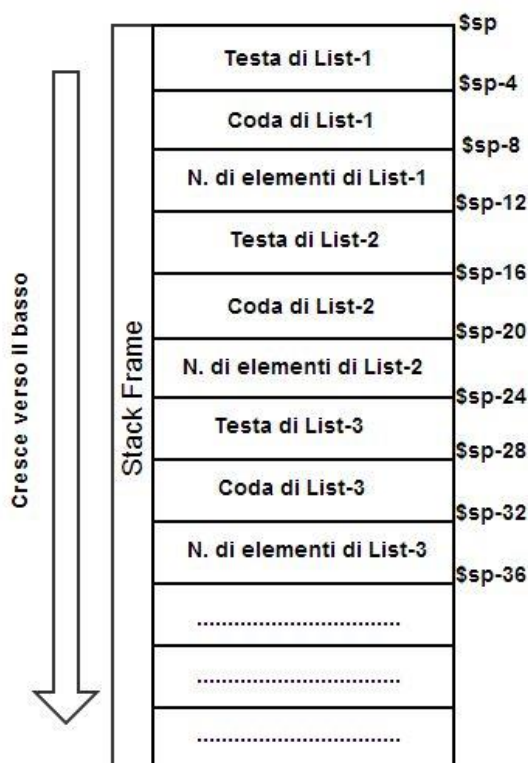 $sp
Testa di List-1
$sp-4
Coda di List-1
$sp-8
N. di elementi di List-1
$sp-12
Testa di List-2
$sp-16
Coda di List-2
$sp-20
N. di elementi di List-2
$sp-24
Testa di List-3
$sp-28
Coda di List-3
$sp-32
N. di elementi di List-3
$sp-36
................................
................................
................................
Cresce verso Il basso
Stack Frame